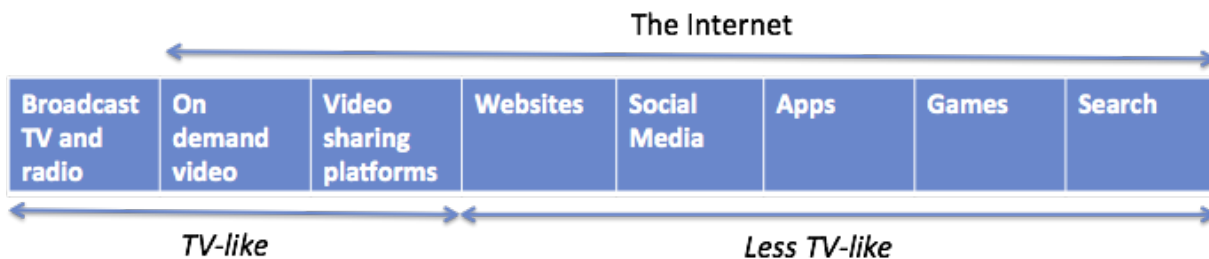 The Internet
Broadcast
TV and
radio
On
demand
video
Video
sharing
platforms
Websites
Social
Media
Apps
Games
Search
TV-like
Less TV-like